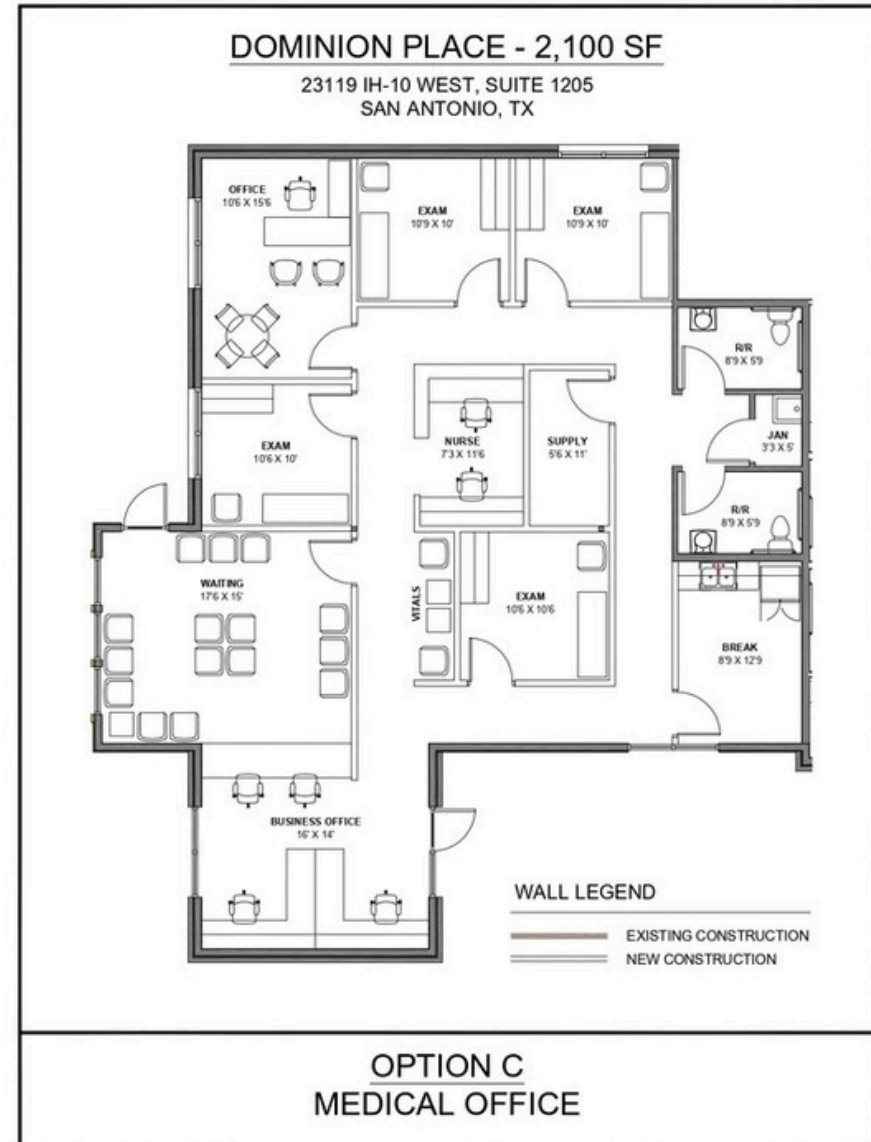 DOMINION PLACE - 2,100 SF
23119 IH-10 WEST, SUITE 1205
SAN ANTONIO, TX
OFFICE
10'6 X 15'6
EXAM
10'9 X 10'
EXAM
10'9 X 10'
R/R
8'9 X 5'9
EXAM
10'6 X 10'
NURSE
7'3 X 11'6
SUPPLY
5'6 X 11'
JAN
3'3 X 5'
R/R
8'9 X 5'9
WAITING
17'6 X 15'
VITALS
EXAM
10'6 X 10'6
BREAK
8'9 X 12'9
BUSINESS OFFICE
16' X 14'
WALL LEGEND
EXISTING CONSTRUCTION
NEW CONSTRUCTION
OPTION C
MEDICAL OFFICE